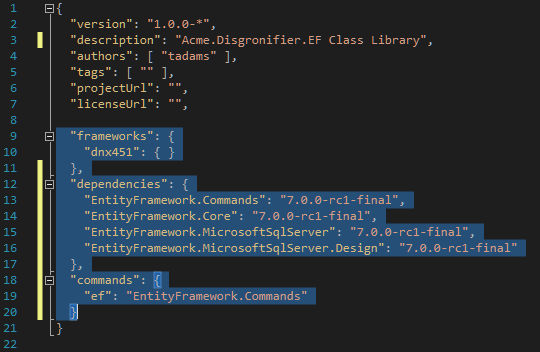 1 {
2 "version": "1.0.0-*",
3 "description": "Acme.Disgronifier.EF Class Library",
4 "authors": [ "tadams" ],
5 "tags": [ "" ],
6 "projectUrl": "",
7 "licenseUrl": "",
8
9 "frameworks": {
10 "dnx451": { }
11 },
12 "dependencies": {
13 "EntityFramework.Commands": "7.0.0-rc1-final",
14 "EntityFramework.Core": "7.0.0-rc1-final",
15 "EntityFramework.MicrosoftSqlServer": "7.0.0-rc1-final",
16 "EntityFramework.MicrosoftSqlServer.Design": "7.0.0-rc1-final"
17 },
18 "commands": {
19 "ef": "EntityFramework.Commands"
20 }
21 }
22